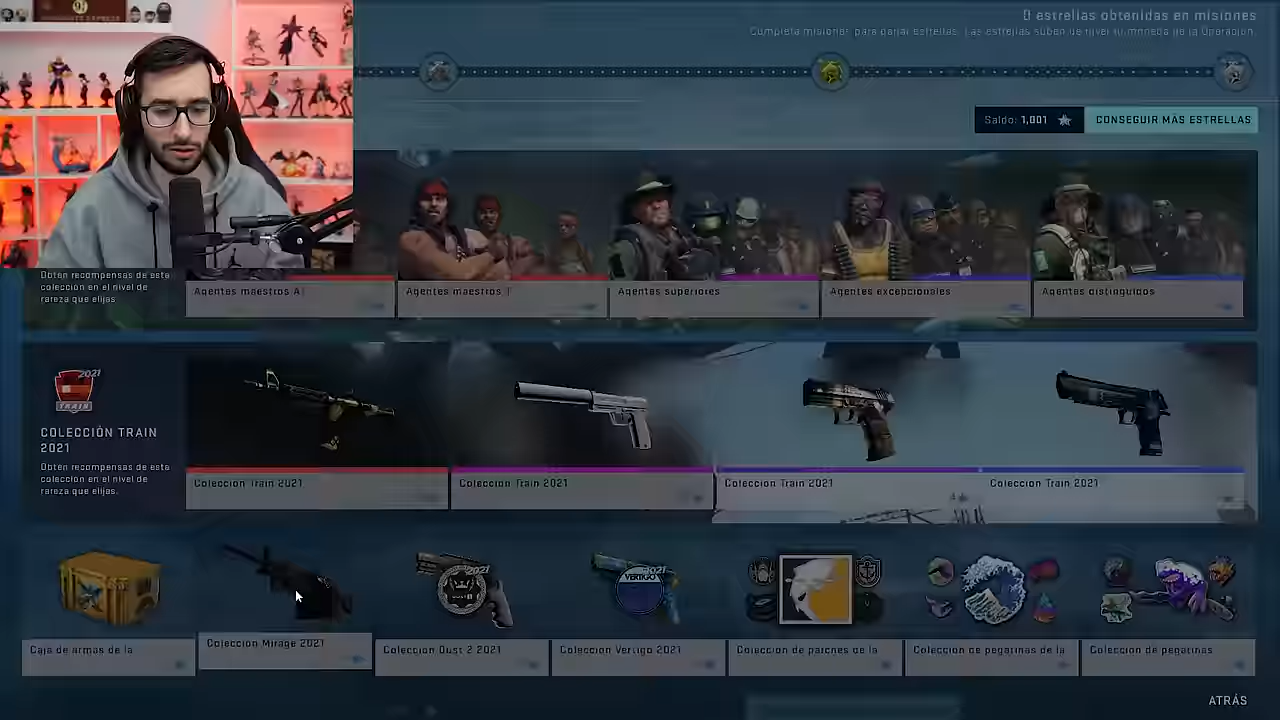 0 estrellas obtenidas en misiones
Completa misiones para ganar estrellas. Las estrellas suben de nivel tu moneda de la Operación.
Saldo: 1,001
CONSEGUIR MÁS ESTRELLAS
Obtén recompensas de esta
colección en el nivel de
rareza que elijas
Agentes maestros A
Agentes maestros T
Agentes superiores
Agentes excepcionales
Agentes distinguidos
2021
TRAIN
COLECCIÓN TRAIN
2021
Obtén recompensas de esta
colección en el nivel de
rareza que elijas.
Colección Train 2021
Colección Train 2021
Colección Train 2021
Colección Train 2021
2021
2021
VERTIGO
Caja de armas de la
Colección Mirage 2021
Colección Dust 2 2021
Colección Vertigo 2021
Colección de parches de la
Colección de pegatinas de la
Colección de pegatinas
ATRÁS